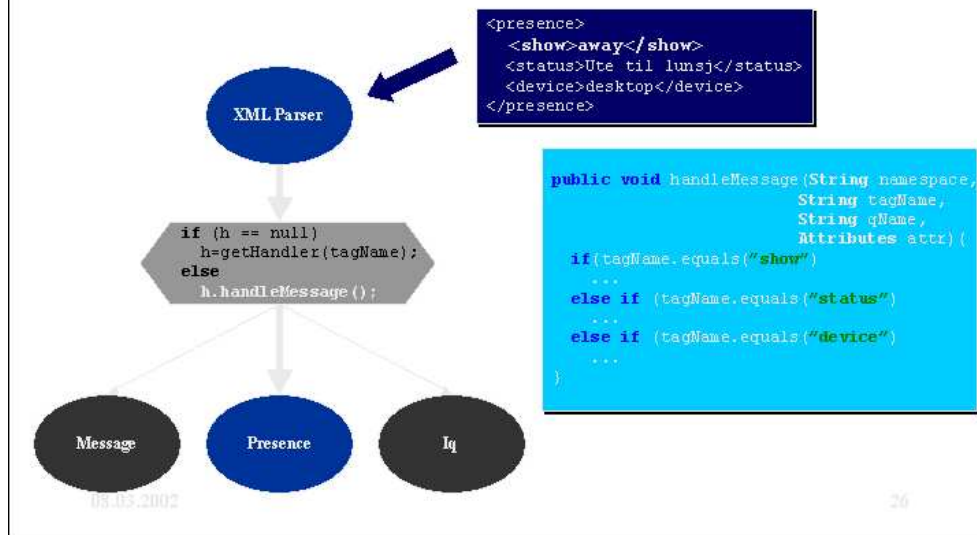 <presence>
<show>away</show>
<status>Ute til lunsj</status>
<device>desktop</device>
</presence>
XML Parser
public void handleMessage(String namespace,
String tagName,
String qName,
Attributes attr){
if(tagName.equals("show")
...
else if (tagName.equals("status")
...
else if (tagName.equals("device")
...
}
if (h == null)
h=getHandler(tagName);
else
h.handleMessage();
Message
Presence
Iq
08.03.2002
26